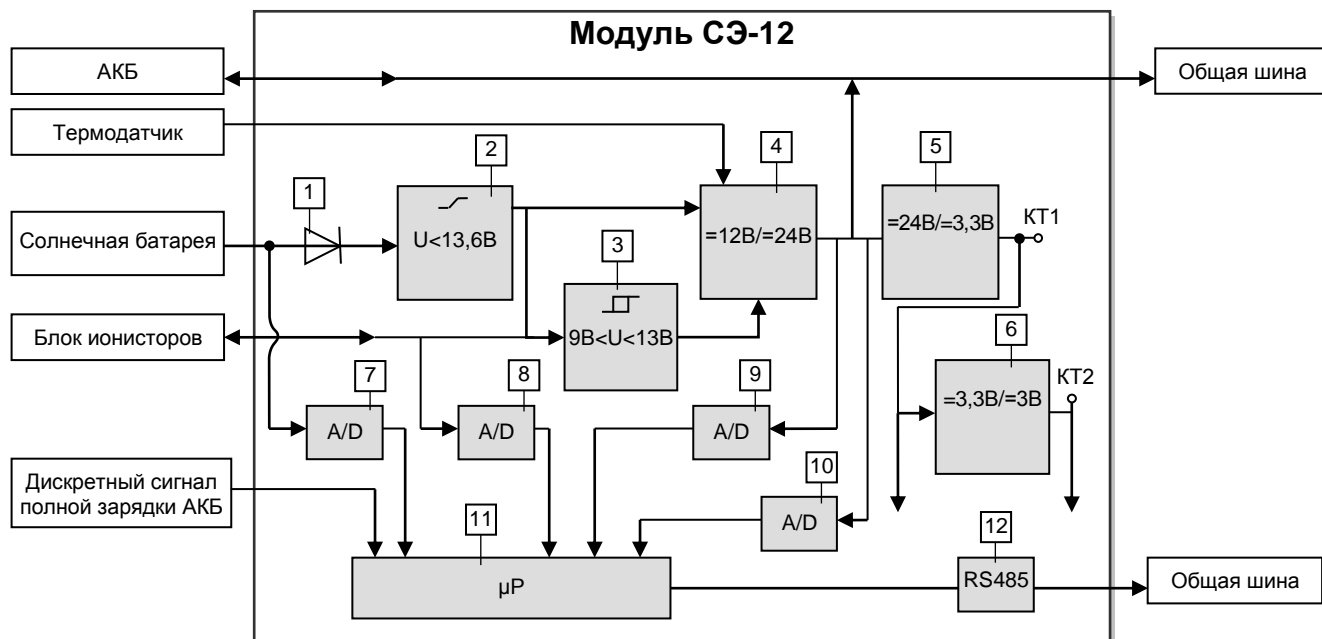 Модуль СЭ-12
АКБ
Общая шина
Термодатчик
2
4
5
1
Солнечная батарея
U<13,6В
=12В/=24В
=24В/=3,3В
КТ1
3
Блок ионисторов
9В<U<13В
6
7
8
9
КТ2
=3,3В/=3В
A/D
A/D
A/D
10
Дискретный сигнал
полной зарядки АКБ
A/D
11
12
µP
RS485
Общая шина